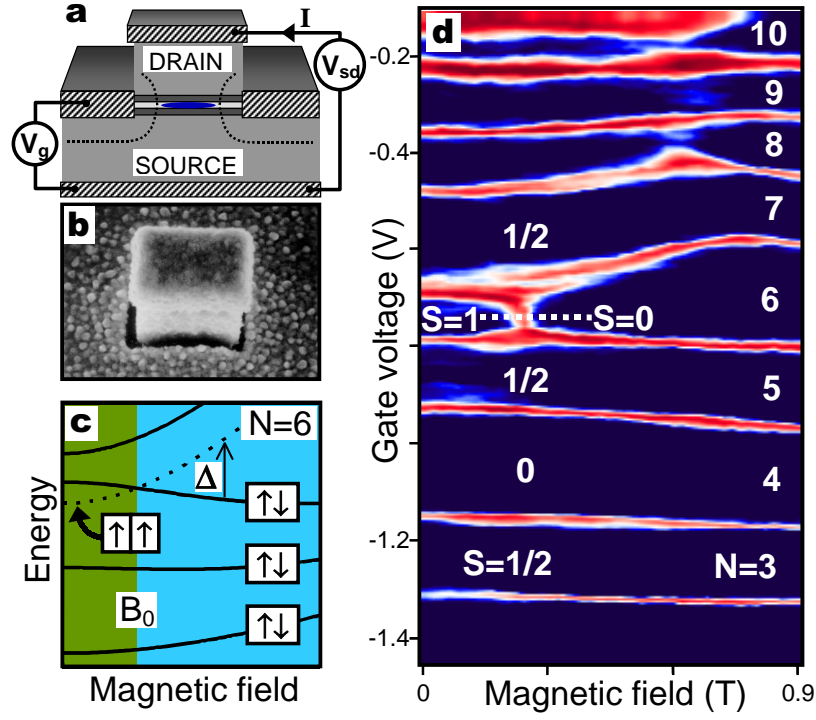 a
I
DRAIN
V_sd
V_g
SOURCE
b
c
N=6
Δ
↑↓
↑ ↑
↑↓
B_0
↑↓
Energy
Magnetic field
d
10
-0.2
9
8
-0.4
7
1/2
6
S=1
S=0
Gate voltage (V)
1/2
5
0
4
-1.2
S=1/2
N=3
-1.4
0
Magnetic field (T)
0.9